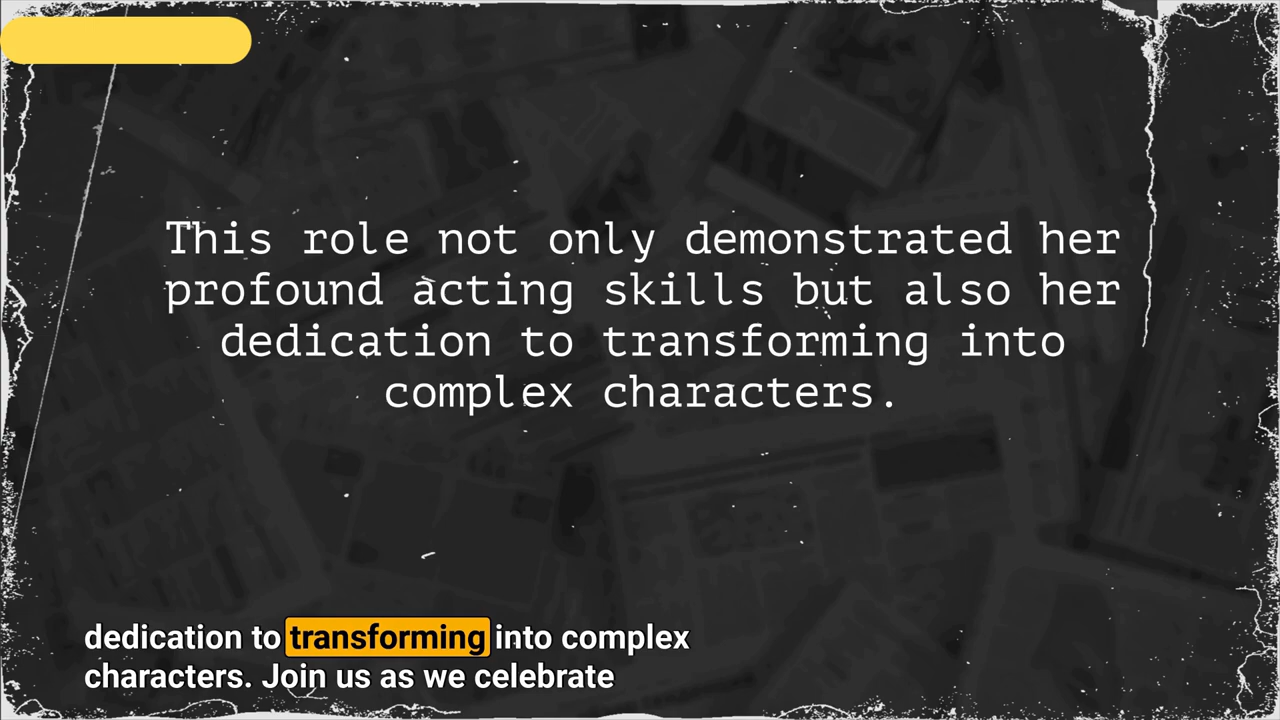 This role not only demonstrated her
profound acting skills but also her
dedication to transforming into
complex characters.
dedication to transforming into complex
characters. Join us as we celebrate